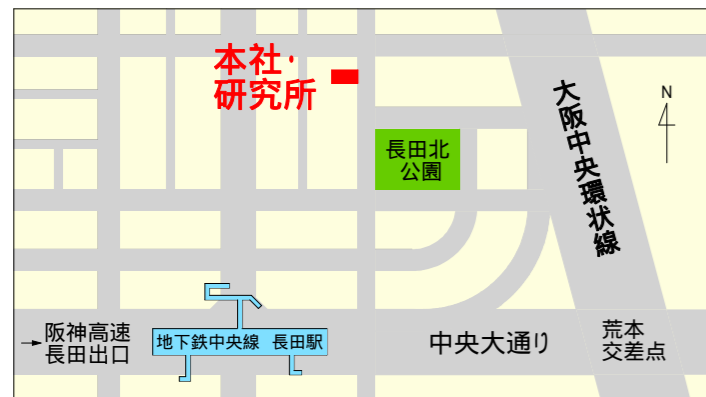 本社・
研究所
N
大阪中央環状線
長田北
公園
→阪神高速
長田出口
地下鉄中央線 長田駅
中央大通り
荒本
交差点